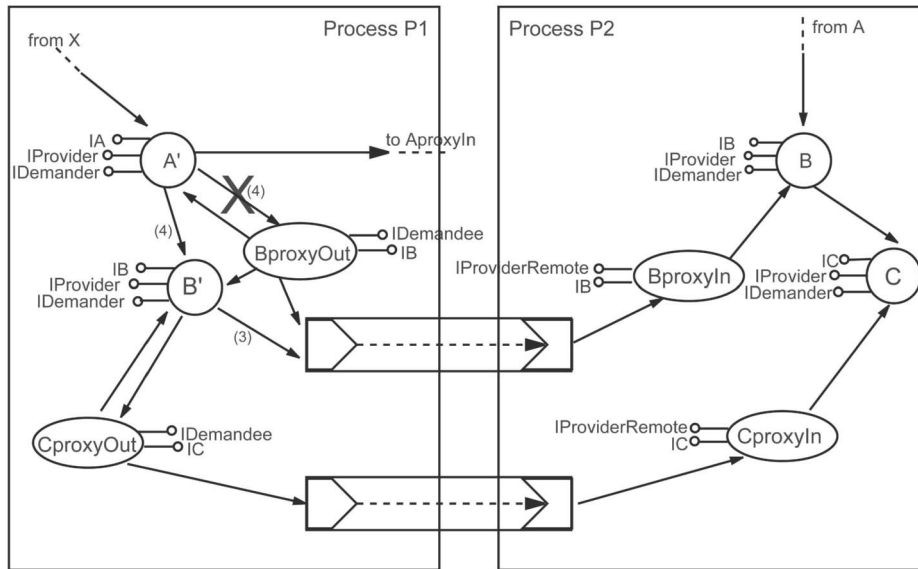 Process P1
from X
IA
IProvider
IDemander
A'
to AproxyIn
X
(4)
(4)
IDemandee
IB
BproxyOut
IB
IProvider
IDemander
B'
(3)
CproxyOut
IDemandee
IC
Process P2
from A
IB
IProvider
IDemander
B
IProviderRemote
IB
BproxyIn
IC
IProvider
IDemander
C
IProviderRemote
IC
CproxyIn